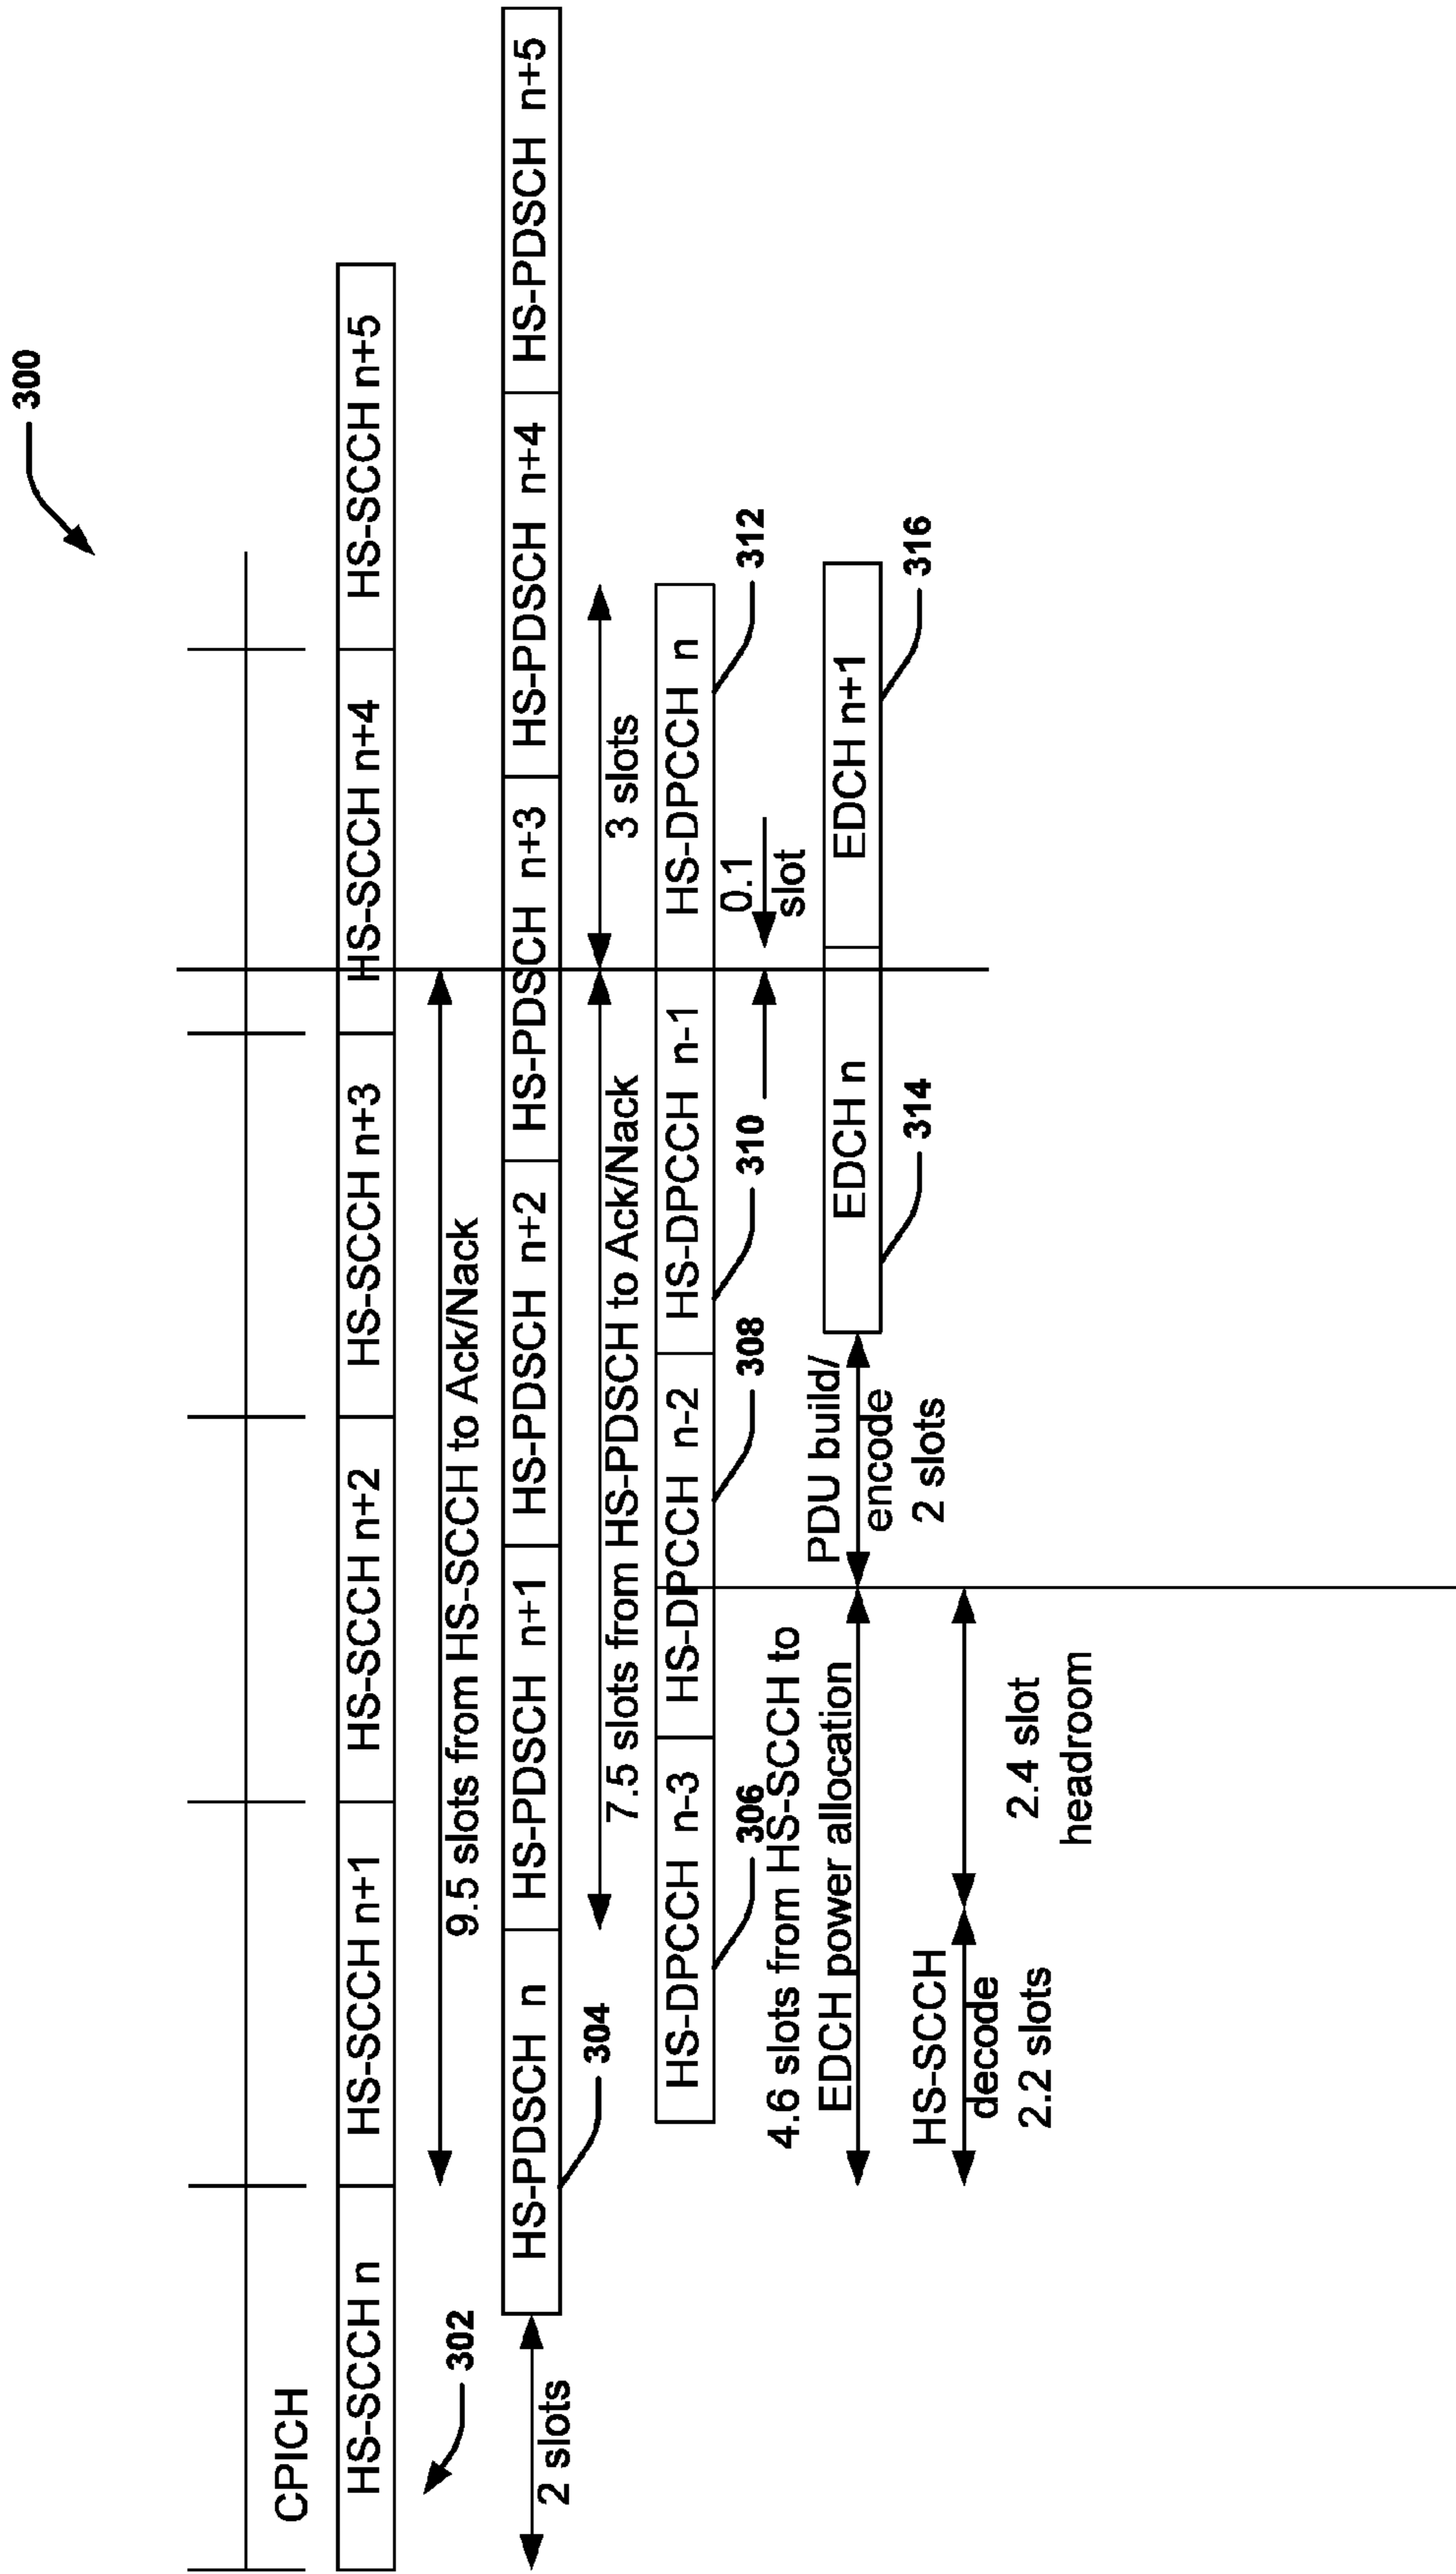 300
CPICH
HS-SCCH n
HS-SCCH n+1
HS-SCCH n+2
HS-SCCH n+3
HS-SCCH n+4
HS-SCCH n+5
302
9.5 slots from HS-SCCH to Ack/Nack
2 slots
HS-PDSCH n
HS-PDSCH n+1
HS-PDSCH n+2
HS-PDSCH n+3
HS-PDSCH n+4
HS-PDSCH n+5
304
7.5 slots from HS-PDSCH to Ack/Nack
3 slots
HS-DPCCH n-3
HS-DPCCH n-2
HS-DPCCH n-1
HS-DPCCH n
306
308
310
312
0.1
slot
4.6 slots from HS-SCCH to
EDCH power allocation
PDU build/
encode
2 slots
EDCH n
EDCH n+1
314
316
HS-SCCH
decode
2.2 slots
2.4 slot
headroom